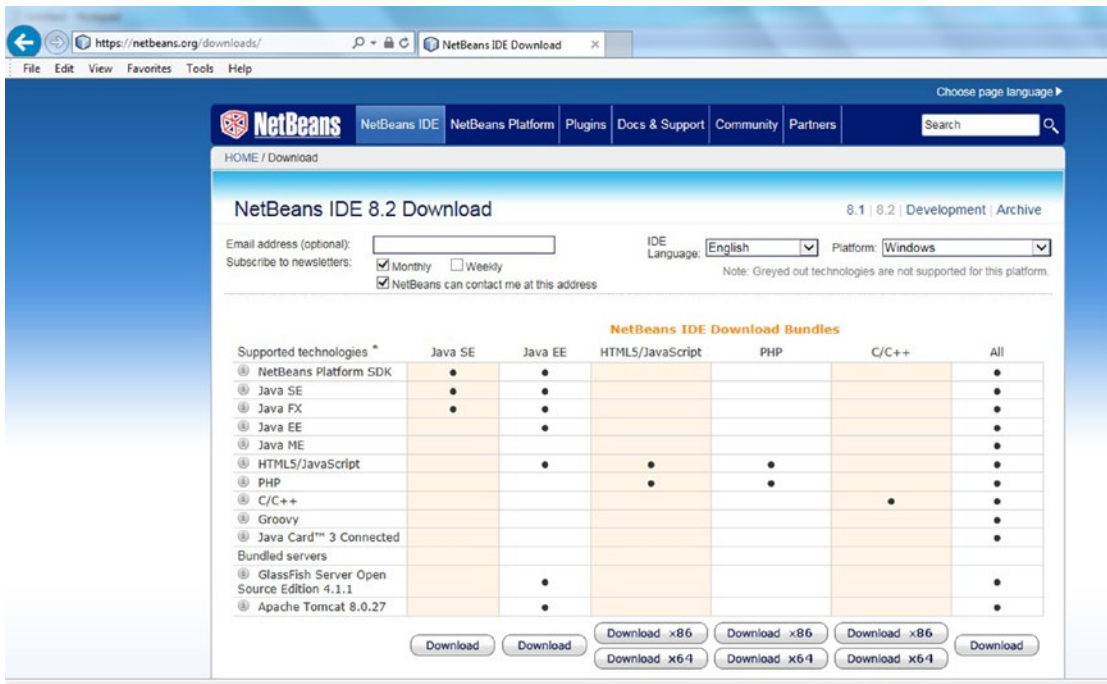 https://netbeans.org/downloads/
NetBeans IDE Download
File Edit View Favorites Tools Help
Choose page language
NetBeans
NetBeans IDE NetBeans Platform Plugins Docs & Support Community Partners Search
HOME / Download
NetBeans IDE 8.2 Download 8.1 | 8.2 | Development | Archive
Email address (optional): IDE Language: English Platform: Windows
Subscribe to newsletters: Monthly Weekly
Note: Greyed out technologies are not supported for this platform.
NetBeans can contact me at this address
NetBeans IDE Download Bundles
Supported technologies * Java SE Java EE HTML5/JavaScript PHP C/C++ All
NetBeans Platform SDK • • •
Java SE • • •
Java FX • • •
Java EE • •
Java ME •
HTML5/JavaScript • • • •
PHP • • •
C/C++ • •
Groovy •
Java Card™ 3 Connected •
Bundled servers
GlassFish Server Open
Source Edition 4.1.1 • •
Apache Tomcat 8.0.27 • •
Download Download Download x86 Download x86 Download x86 Download
Download x64 Download x64 Download x64